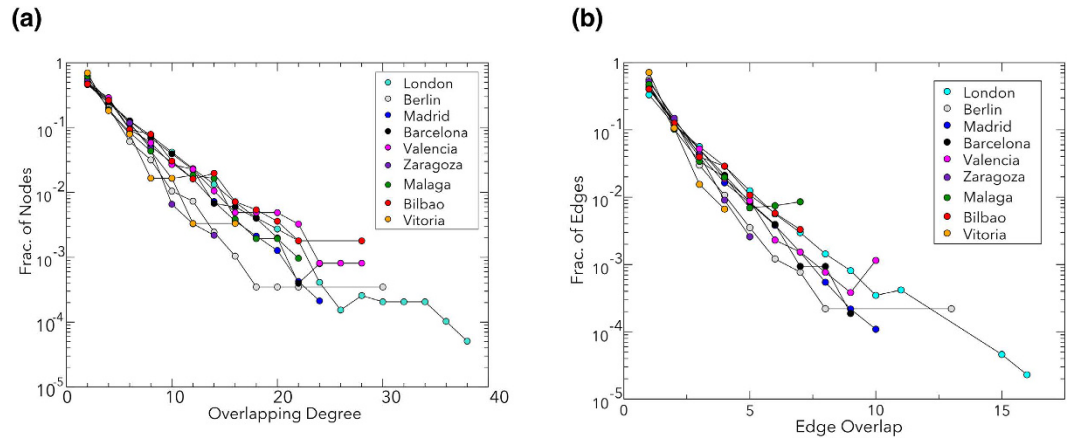 (a)
Frac. of Nodes
1
10^-1
10^-2
10^-3
10^-4
10^-5
0
10
20
30
40
Overlapping Degree
London
Berlin
Madrid
Barcelona
Valencia
Zaragoza
Malaga
Bilbao
Vitoria
(b)
Frac. of Edges
1
10^-1
10^-2
10^-3
10^-4
10^-5
0
5
10
15
Edge Overlap
London
Berlin
Madrid
Barcelona
Valencia
Zaragoza
Malaga
Bilbao
Vitoria